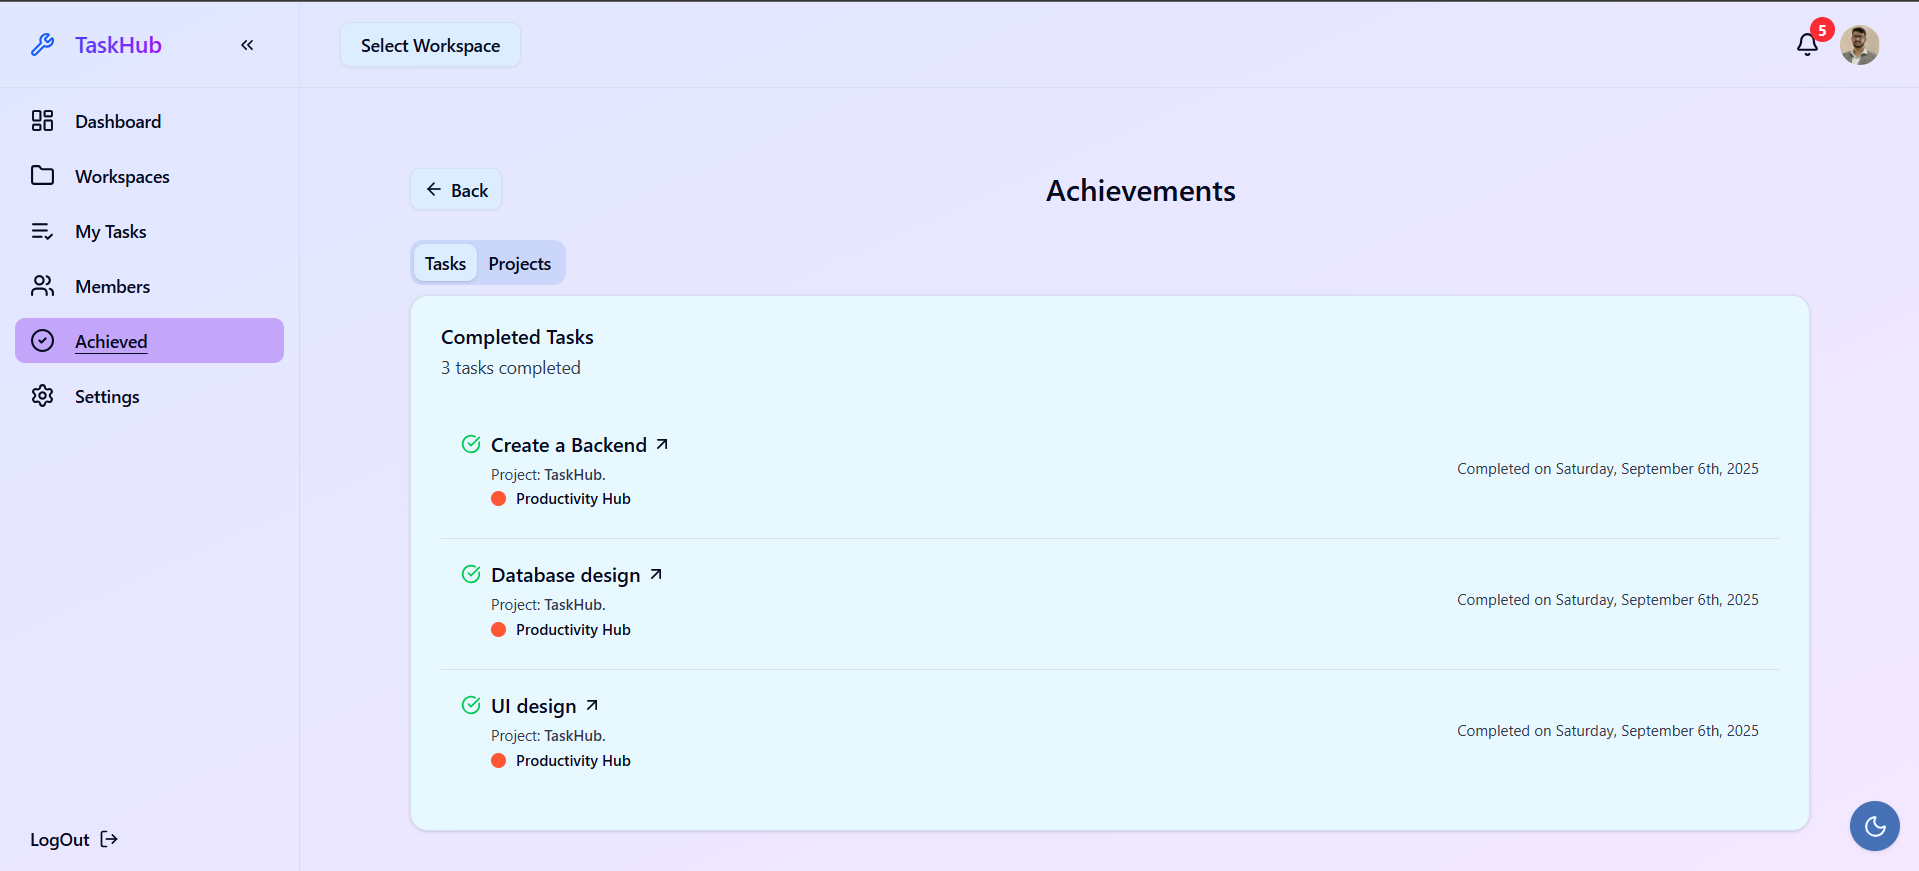 TaskHub
Select Workspace
5
Dashboard
Workspaces
My Tasks
Members
Achieved
Settings
LogOut
Back
Achievements
Tasks
Projects
Completed Tasks
3 tasks completed
Create a Backend
Project: TaskHub.
Productivity Hub
Completed on Saturday, September 6th, 2025
Database design
Project: TaskHub.
Productivity Hub
Completed on Saturday, September 6th, 2025
UI design
Project: TaskHub.
Productivity Hub
Completed on Saturday, September 6th, 2025